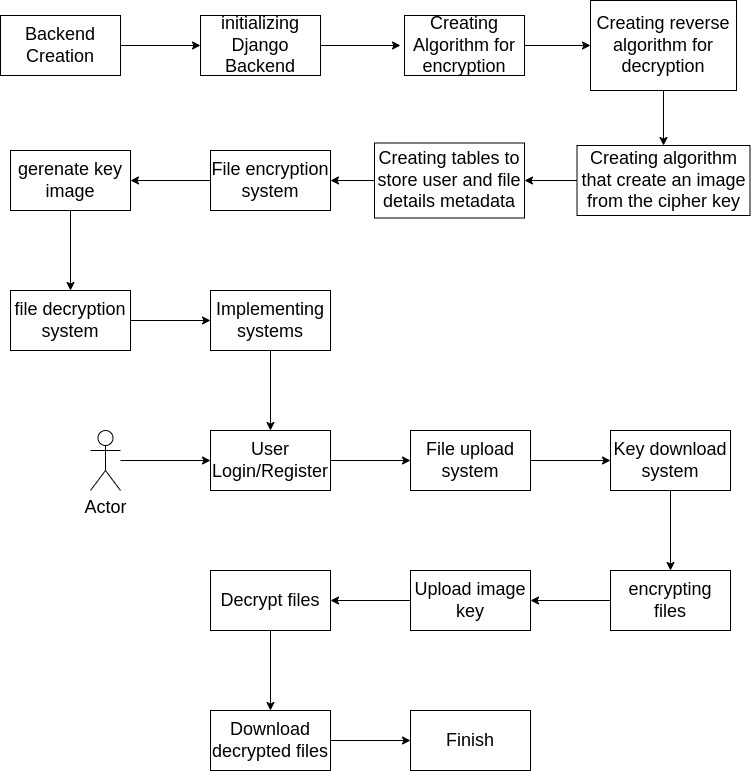 Backend
Creation
initializing
Django
Backend
Creating
Algorithm for
encryption
Creating reverse
algorithm for
decryption
gerenate key
image
File encryption
system
Creating tables to
store user and file
details metadata
Creating algorithm
that create an image
from the cipher key
file decryption
system
Implementing
systems
Actor
User
Login/Register
File upload
system
Key download
system
Decrypt files
Upload image
key
encrypting
files
Download
decrypted files
Finish